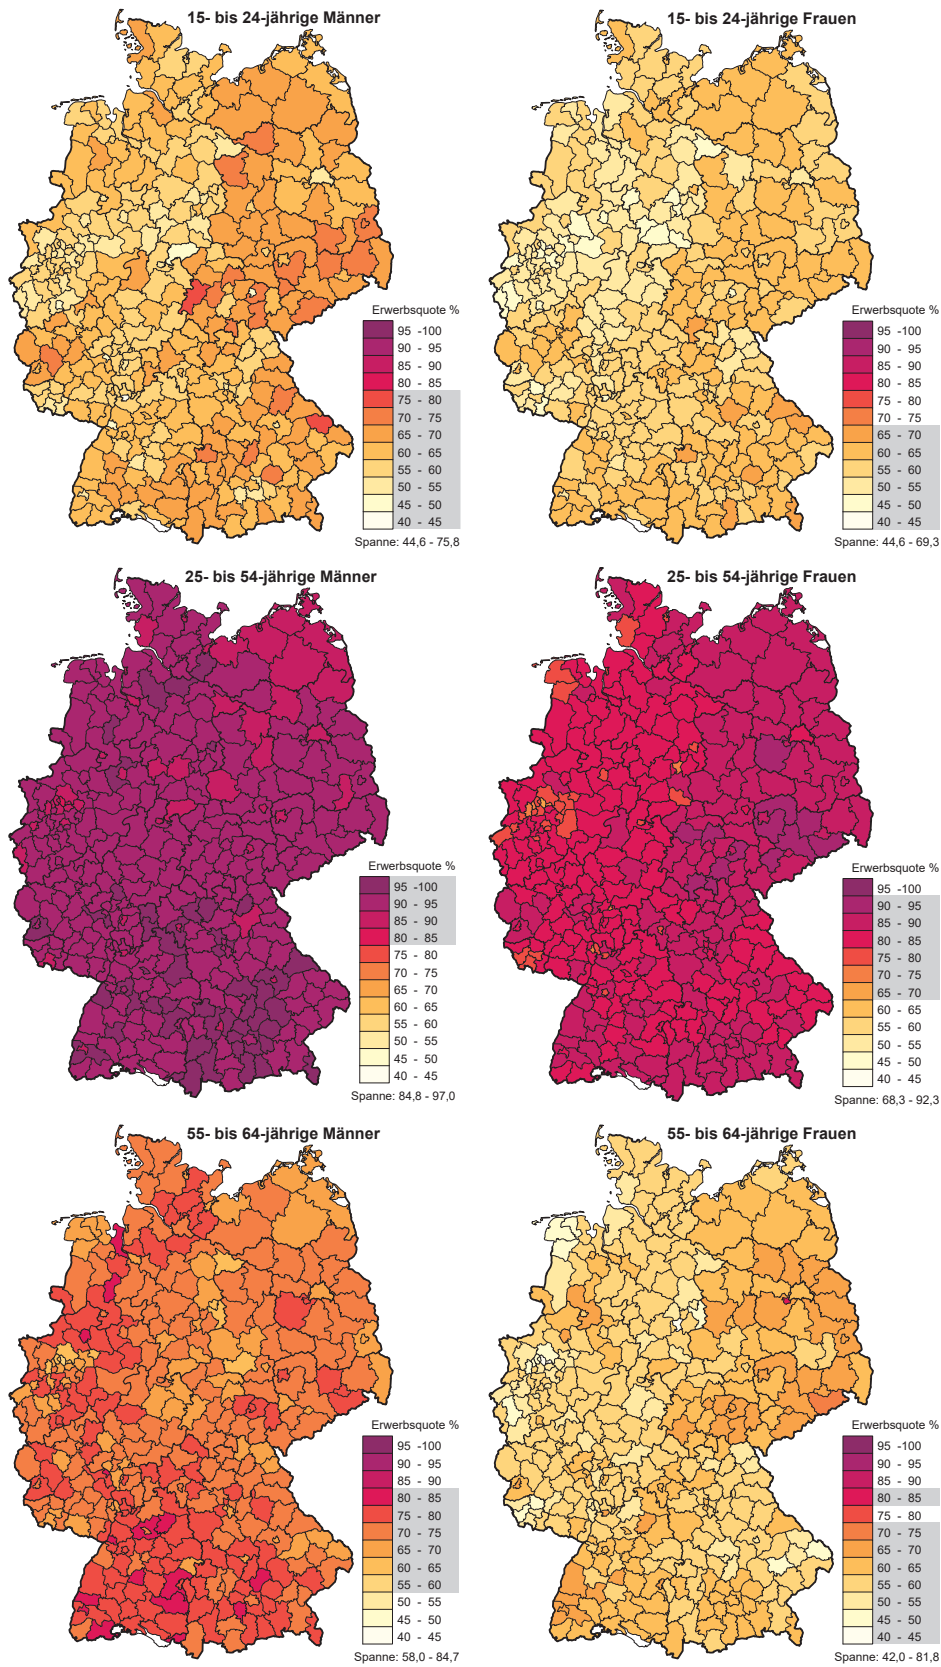 15- bis 24-jährige Männer
Erwerbsquote %
95 -100
90 - 95
85 - 90
80 - 85
75 - 80
70 - 75
65 - 70
60 - 65
55 - 60
50 - 55
45 - 50
40 - 45
Spanne: 44,6 - 75,8
15- bis 24-jährige Frauen
Erwerbsquote %
95 -100
90 - 95
85 - 90
80 - 85
75 - 80
70 - 75
65 - 70
60 - 65
55 - 60
50 - 55
45 - 50
40 - 45
Spanne: 44,6 - 69,3
25- bis 54-jährige Männer
Erwerbsquote %
95 -100
90 - 95
85 - 90
80 - 85
75 - 80
70 - 75
65 - 70
60 - 65
55 - 60
50 - 55
45 - 50
40 - 45
Spanne: 84,8 - 97,0
25- bis 54-jährige Frauen
Erwerbsquote %
95 -100
90 - 95
85 - 90
80 - 85
75 - 80
70 - 75
65 - 70
60 - 65
55 - 60
50 - 55
45 - 50
40 - 45
Spanne: 68,3 - 92,3
55- bis 64-jährige Männer
Erwerbsquote %
95 -100
90 - 95
85 - 90
80 - 85
75 - 80
70 - 75
65 - 70
60 - 65
55 - 60
50 - 55
45 - 50
40 - 45
Spanne: 58,0 - 84,7
55- bis 64-jährige Frauen
Erwerbsquote %
95 -100
90 - 95
85 - 90
80 - 85
75 - 80
70 - 75
65 - 70
60 - 65
55 - 60
50 - 55
45 - 50
40 - 45
Spanne: 42,0 - 81,8